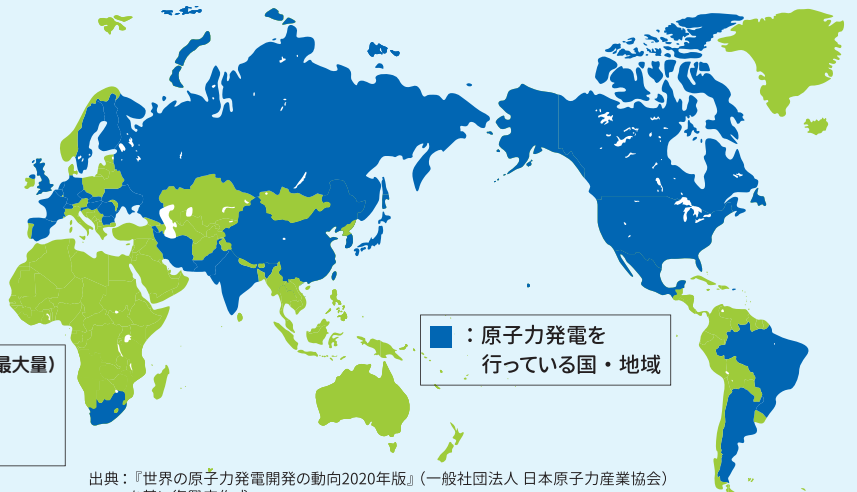 最大量）
：原子力発電を
行っている国・地域
出典：『世界の原子力発電開発の動向2020年版』（一般社団法人 日本原子力産業協会）